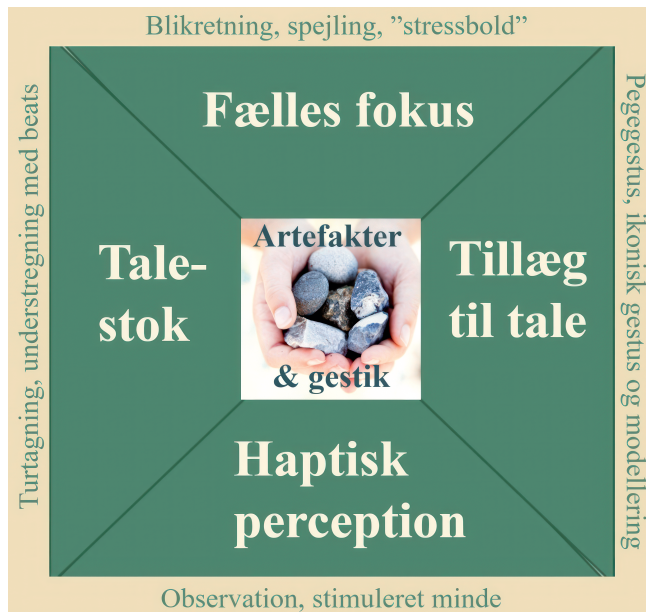 Blikretning, spejling, ”stressbold”
Fælles fokus
Turtagning, understregning med beats
Tale-
stok
Artefakter
& gestik
Tillæg
til tale
Pegegestus, ikonisk gestus og modellering
Haptisk
perception
Observation, stimuleret minde